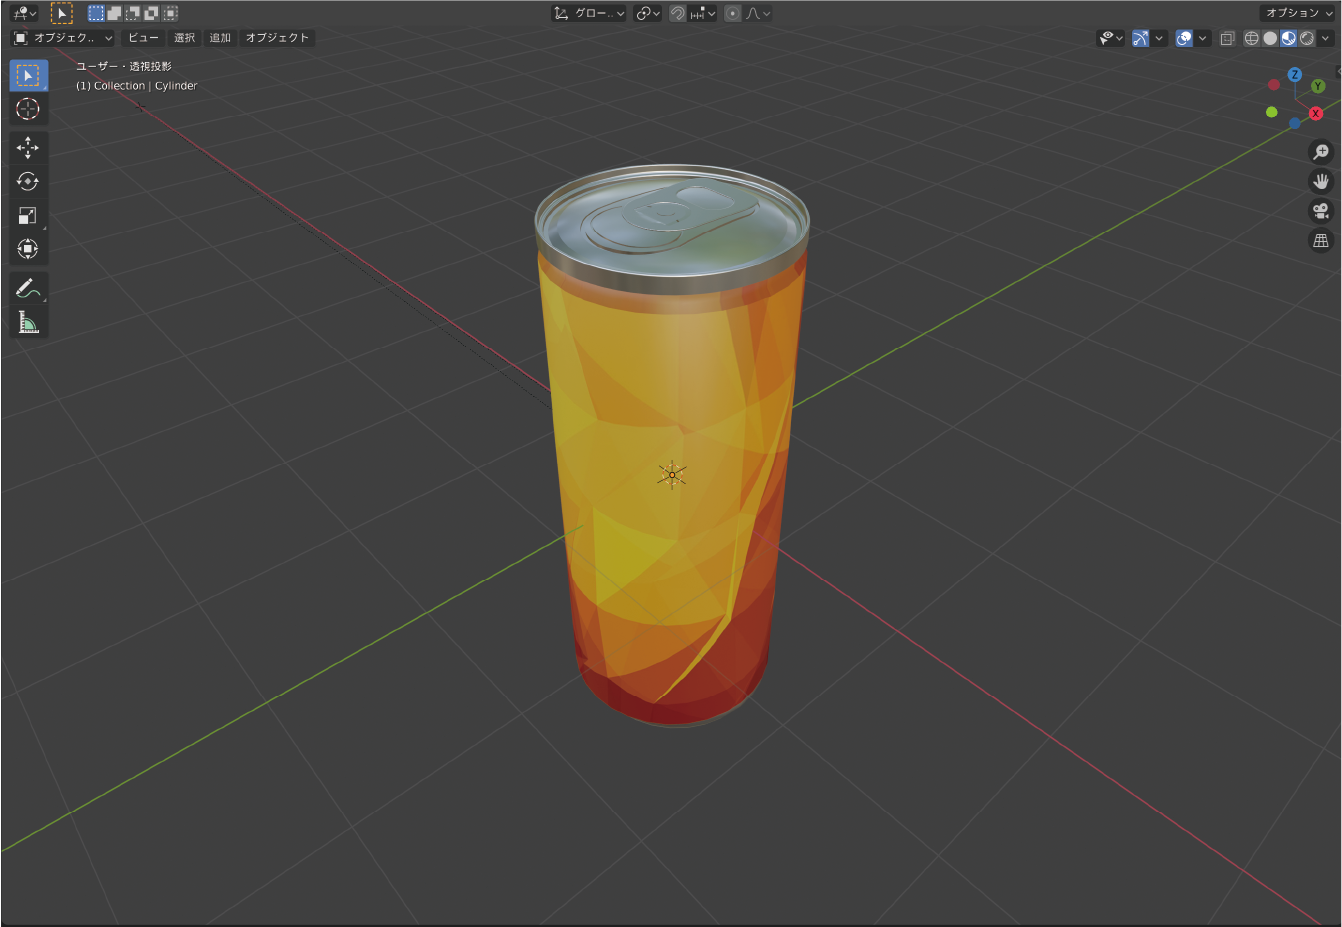 グロー..
オプション
オブジェク..
ビュー
選択
追加
オブジェクト
ユーザー・透視投影
(1) Collection | Cylinder
Z
Y
X